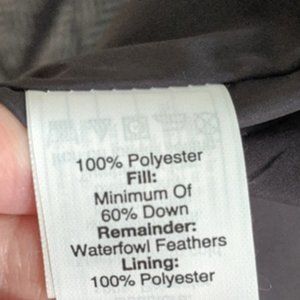 100% Polyester
Fill:
Minimum Of
60% Down
Remainder:
Waterfowl Feathers
Lining:
100% Polyester